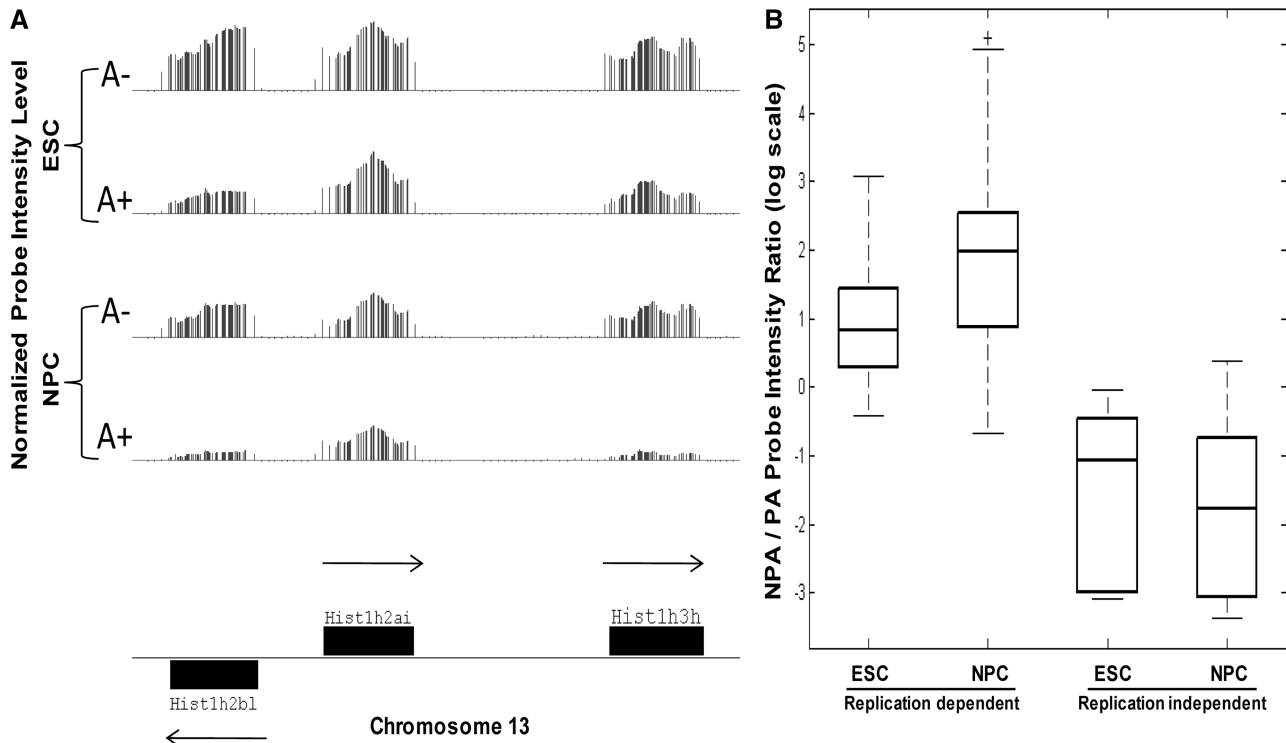 A
Normalized Probe Intensity Level
ESC
A-
A+
NPC
A-
A+
Hist1h2ai
Hist1h3h
Hist1h2bl
Chromosome 13
B
NPA / PA Probe Intensity Ratio (log scale)
5
4
3
2
1
0
-1
-2
-3
ESC NPC ESC NPC
Replication dependent Replication independent